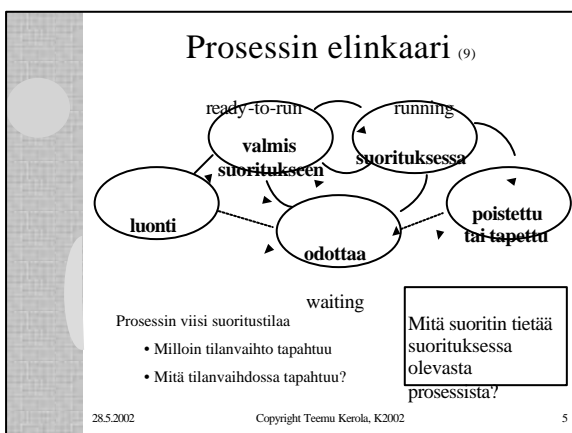 Prosessin elinkaari (9)
ready-to-run
running
valmis
suoritukseen
suorituksessa
luonti
odottaa
poistettu
tai tapettu
waiting
Prosessin viisi suoritustilaa
• Milloin tilanvaihto tapahtuu
• Mitä tilanvaihdossa tapahtuu?
Mitä suoritin tietää
suorituksessa
olevasta
prosessista?
28.5.2002
Copyright Teemu Kerola, K2002
5